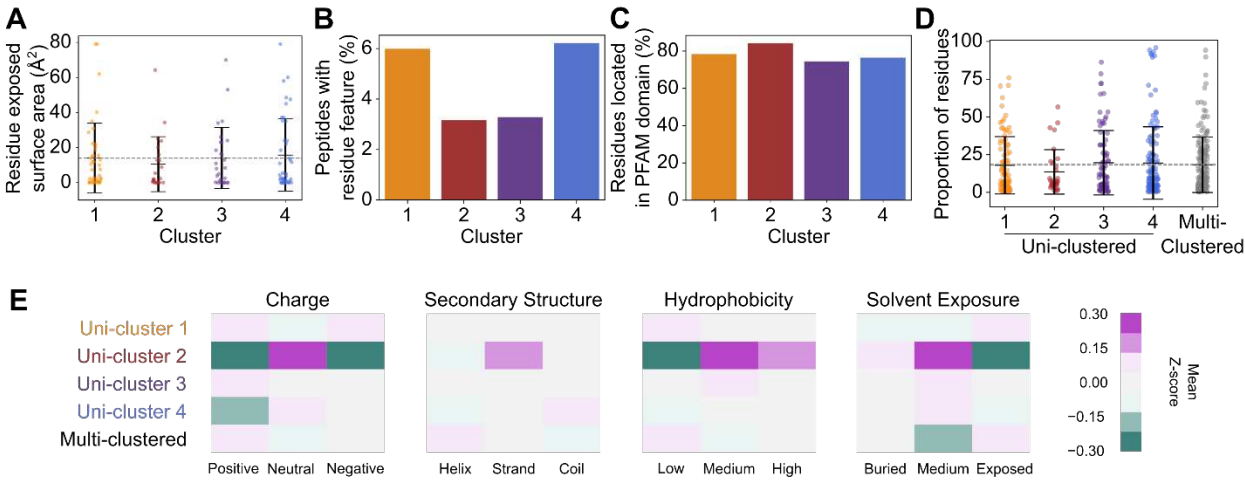 A
Residue exposed
surface area (Å²)
80
60
40
20
0
1 2 3 4
Cluster
B
Peptides with
residue feature (%)
6
4
2
0
1 2 3 4
Cluster
C
Residues located
in PFAM domain (%)
80
60
40
20
0
1 2 3 4
Cluster
D
Proportion of residues
100
75
50
25
0
1 2 3 4 Multi-
Uni-clustered Clustered
E
Charge Secondary Structure Hydrophobicity Solvent Exposure
Uni-cluster 1
Uni-cluster 2
Uni-cluster 3
Uni-cluster 4
Multi-clustered
Positive Neutral Negative Helix Strand Coil Low Medium High Buried Medium Exposed
0.30
0.15
0.00
−0.15
−0.30
Mean
Z-score